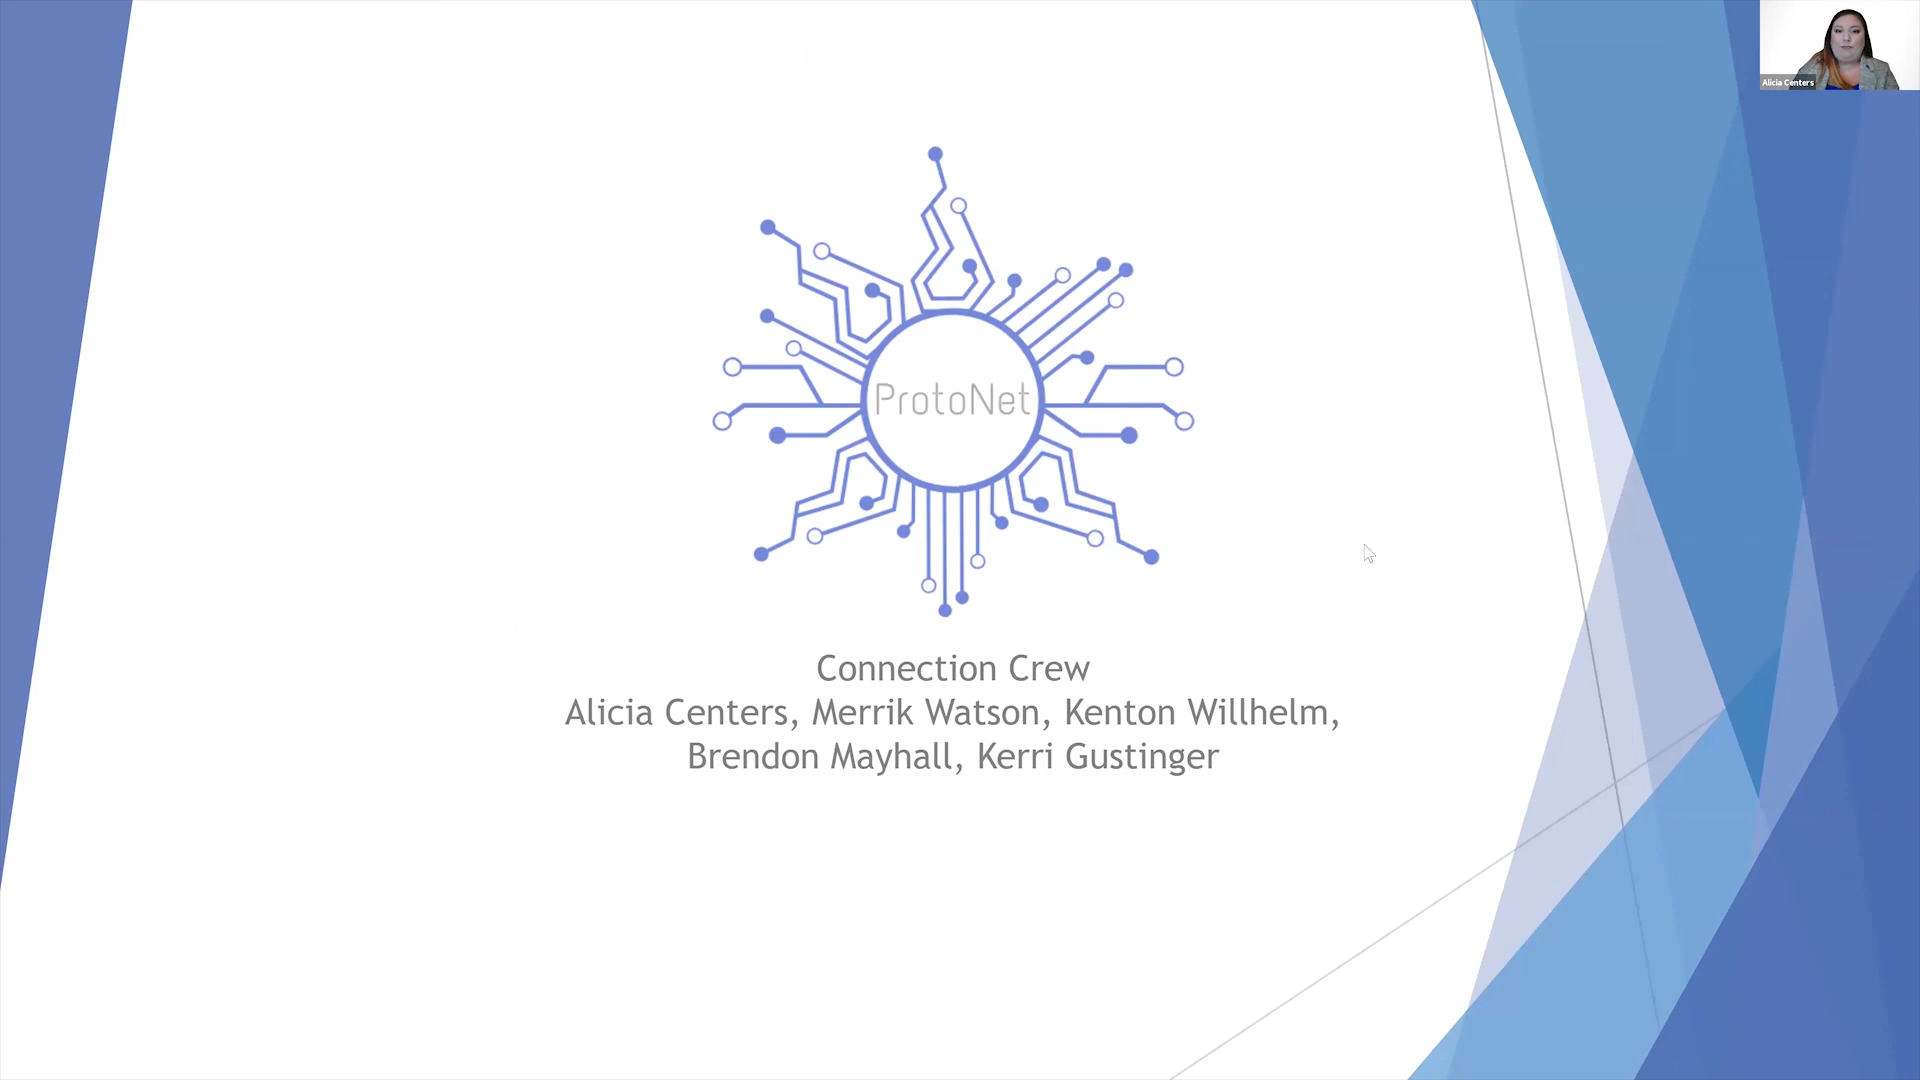 Alicia Centers
ProtoNet
Connection Crew
Alicia Centers, Merrik Watson, Kenton Willhelm,
Brendon Mayhall, Kerri Gustinger